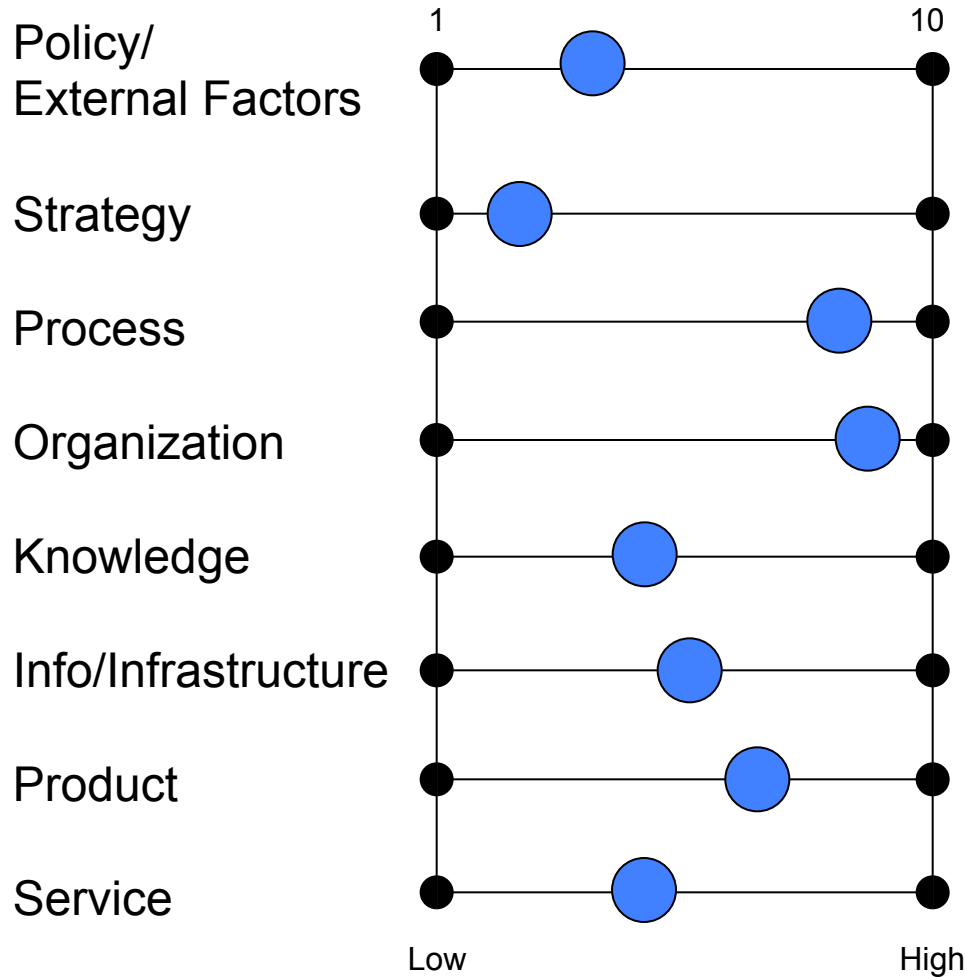 1
10
Policy/
External Factors
Strategy
Process
Organization
Knowledge
Info/Infrastructure
Product
Service
Low
High